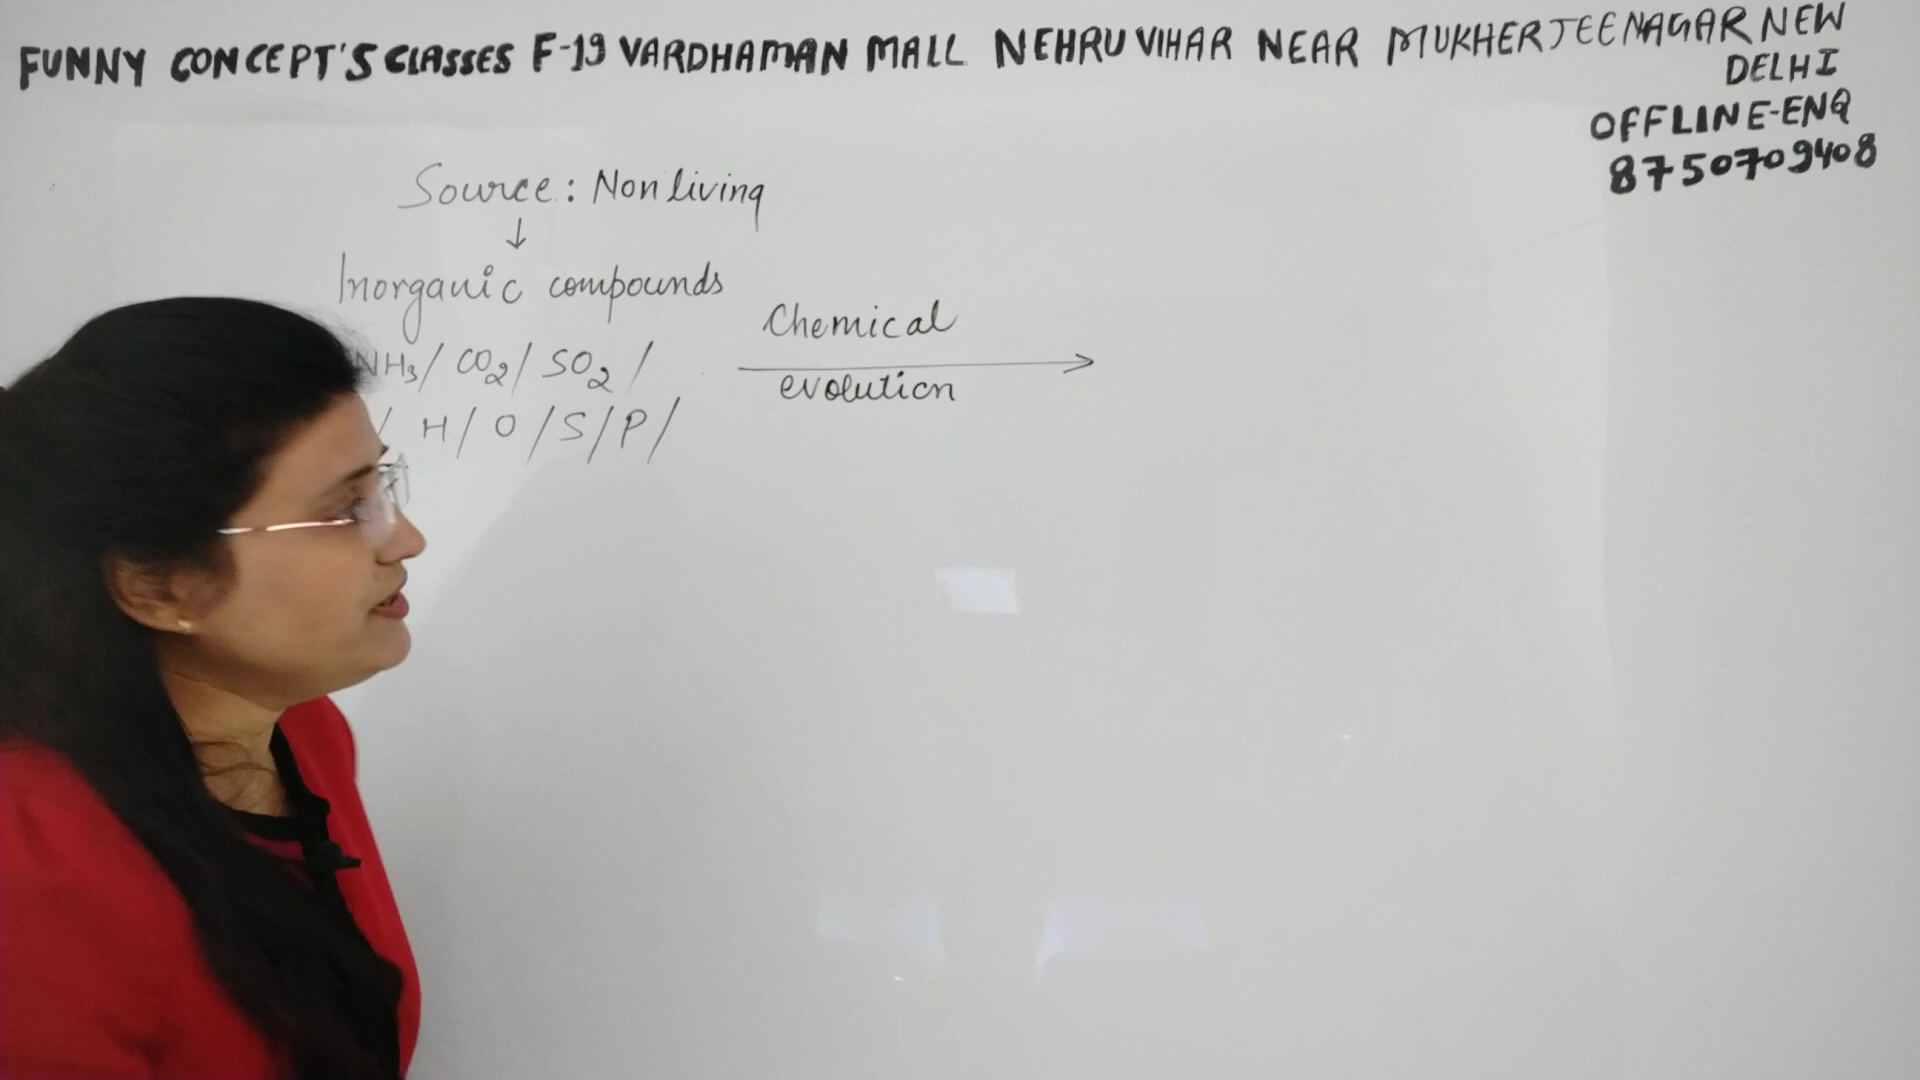 FUNNY CONCEPT'S CLASSES F-19 VARDHAMAN MALL NEHRU VIHAR NEAR MUKHERJEE NAGAR NEW
DELHI
OFFLINE-ENQ
8750709408
Source: Non living
↓
Inorganic compounds
NH3/ CO2/ SO2 /
/ H/ O /S/P/
Chemical
evolution